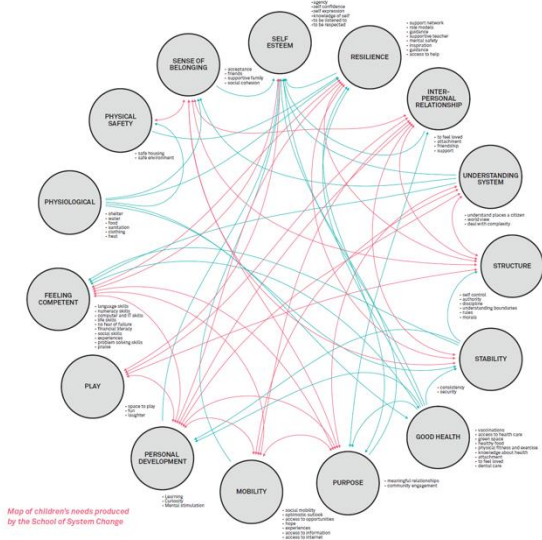 SELF
ESTEEM
• agency
• self confidence
• self expression
• knowledge of self
• to be listened to
• to be respected
RESILIENCE
• support network
• role models
• guidance
• supportive teacher
• mental safety
• inspiration
• guidance
• access to help
INTER-
PERSONAL
RELATIONSHIP
• to feel loved
• attachment
• friendship
• support
UNDERSTANDING
SYSTEM
• understand places a citizen
• world view
• deal with complexity
STRUCTURE
• self control
• authority
• discipline
• understanding boundaries
• rules
• morals
STABILITY
• consistency
• security
GOOD HEALTH
• vaccinations
• access to health care
• green space
• healthy food
• physical fitness and exercise
• knowledge about health
• attachment
• to feel loved
• dental care
PURPOSE
• meaningful relationships
• community engagement
MOBILITY
• social mobility
• optimistic outlook
• access to opportunities
• hope
• experiences
• access to information
• access to internet
PERSONAL
DEVELOPMENT
• Learning
• Curiosity
• Mental stimulation
PLAY
• space to play
• fun
• laughter
FEELING
COMPETENT
• language skills
• numeracy skills
• computer and IT skills
• life skills
• no fear of failure
• financial literacy
• social skills
• experiences
• problem solving skills
• praise
PHYSIOLOGICAL
• shelter
• water
• food
• sanitation
• clothing
• heat
PHYSICAL
SAFETY
• safe housing
• safe environment
SENSE OF
BELONGING
• acceptance
• friends
• supportive family
• social cohesion
Map of children's needs produced
by the School of System Change